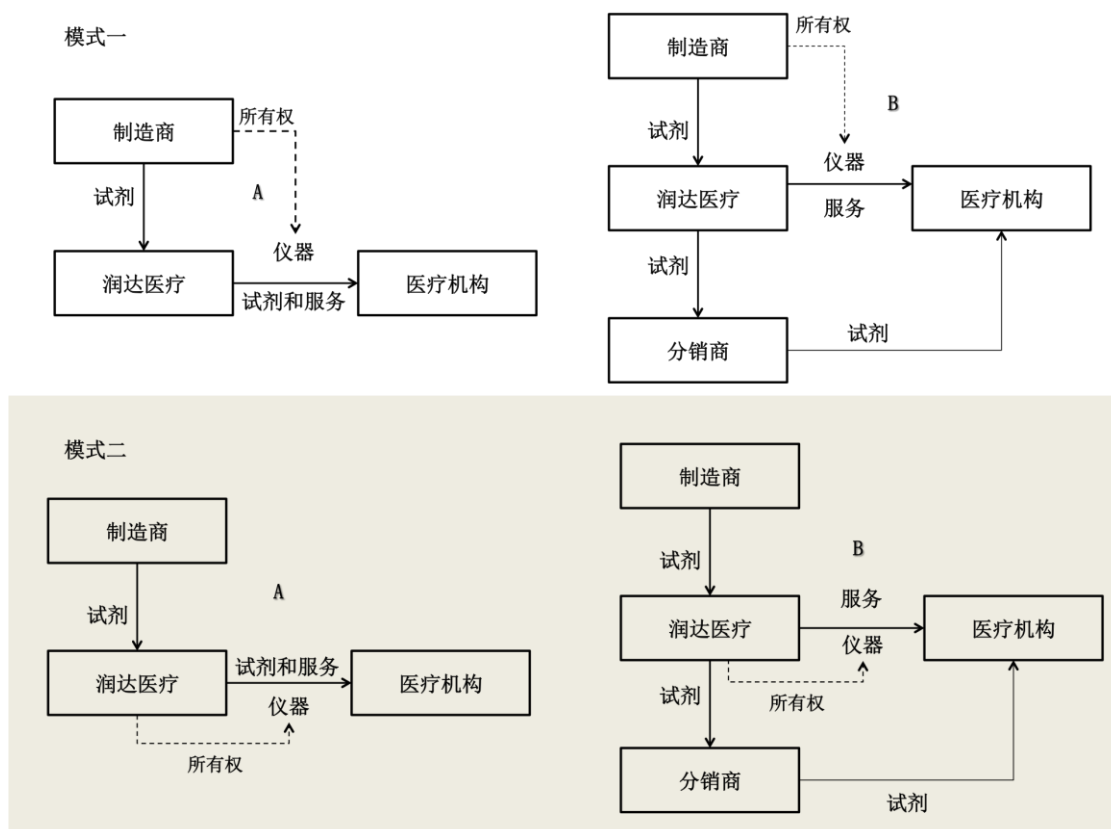 模式一
制造商
所有权
试剂
A
仪器
润达医疗
试剂和服务
医疗机构
制造商
所有权
试剂
B
仪器
润达医疗
服务
医疗机构
试剂
分销商
试剂
模式二
制造商
试剂
A
润达医疗
试剂和服务
仪器
医疗机构
所有权
制造商
试剂
B
服务
润达医疗
仪器
医疗机构
试剂
所有权
分销商
试剂